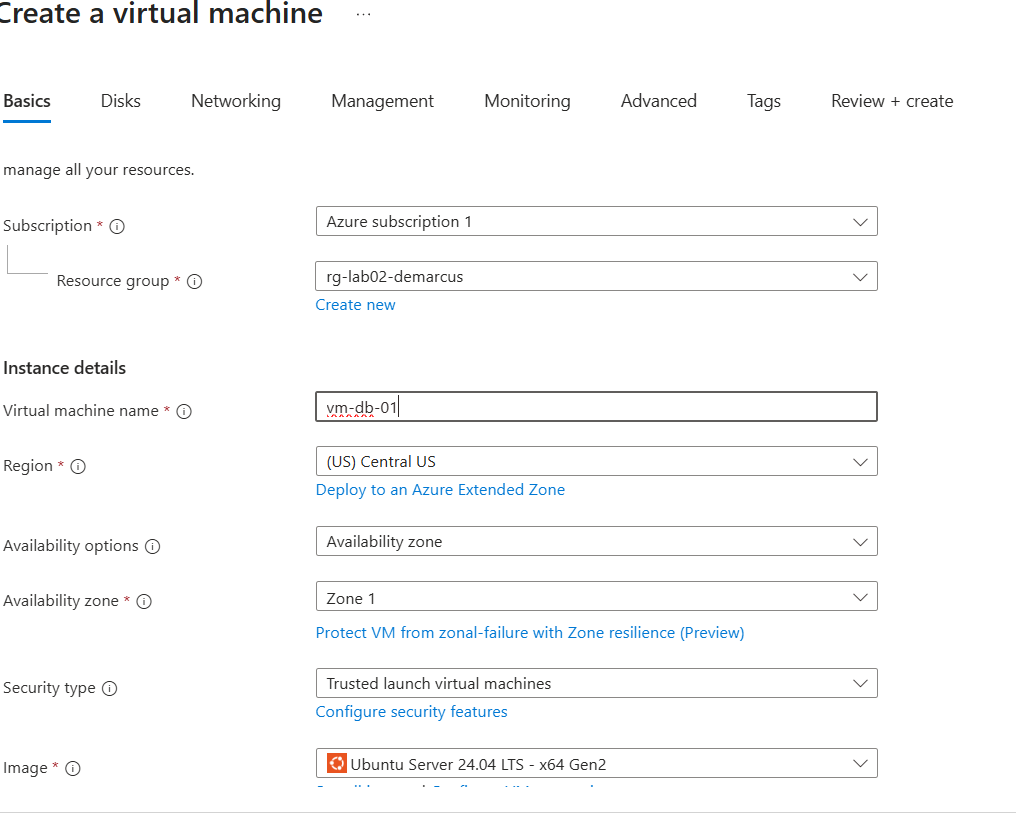 Create a virtual machine ...
Basics Disks Networking Management Monitoring Advanced Tags Review + create
manage all your resources.
Subscription * Azure subscription 1
Resource group * rg-lab02-demarcus
Create new
Instance details
Virtual machine name * vm-db-01
Region * (US) Central US
Deploy to an Azure Extended Zone
Availability options Availability zone
Availability zone * Zone 1
Protect VM from zonal-failure with Zone resilience (Preview)
Security type Trusted launch virtual machines
Configure security features
Image * Ubuntu Server 24.04 LTS - x64 Gen2